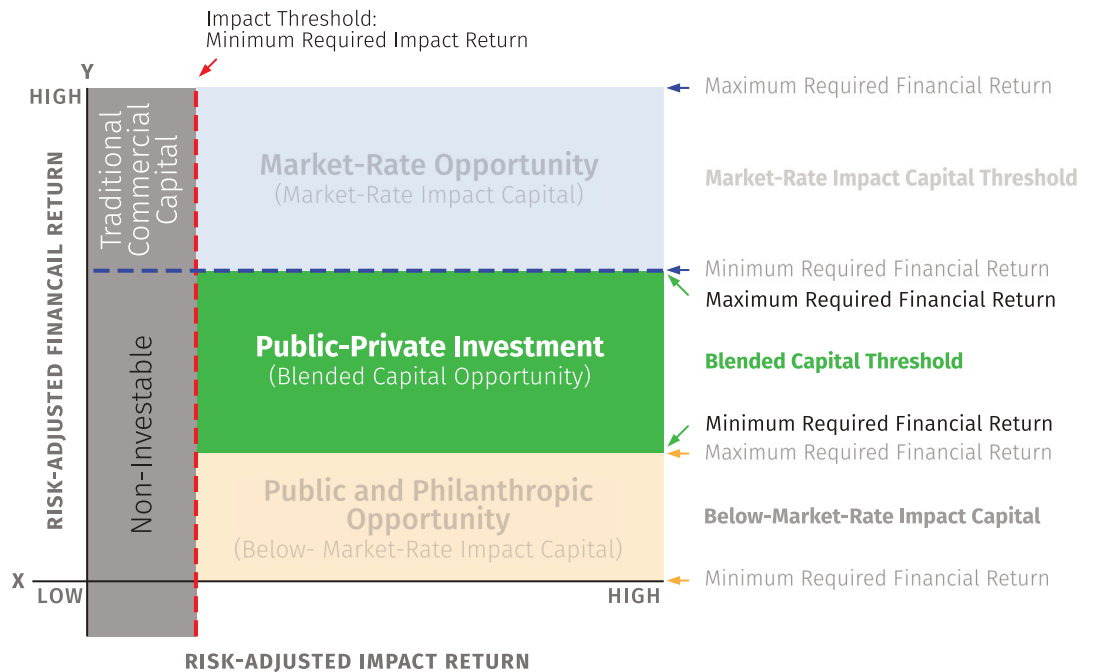 Impact Threshold:
Minimum Required Impact Return
Y
HIGH
RISK-ADJUSTED FINANCAIL RETURN
Traditional
Commercial
Capital
Non-Investable
Market-Rate Opportunity
(Market-Rate Impact Capital)
Public-Private Investment
(Blended Capital Opportunity)
Public and Philanthropic
Opportunity
(Below- Market-Rate Impact Capital)
Maximum Required Financial Return
Market-Rate Impact Capital Threshold
Minimum Required Financial Return
Maximum Required Financial Return
Blended Capital Threshold
Minimum Required Financial Return
Maximum Required Financial Return
Below-Market-Rate Impact Capital
Minimum Required Financial Return
X
LOW
HIGH
RISK-ADJUSTED IMPACT RETURN